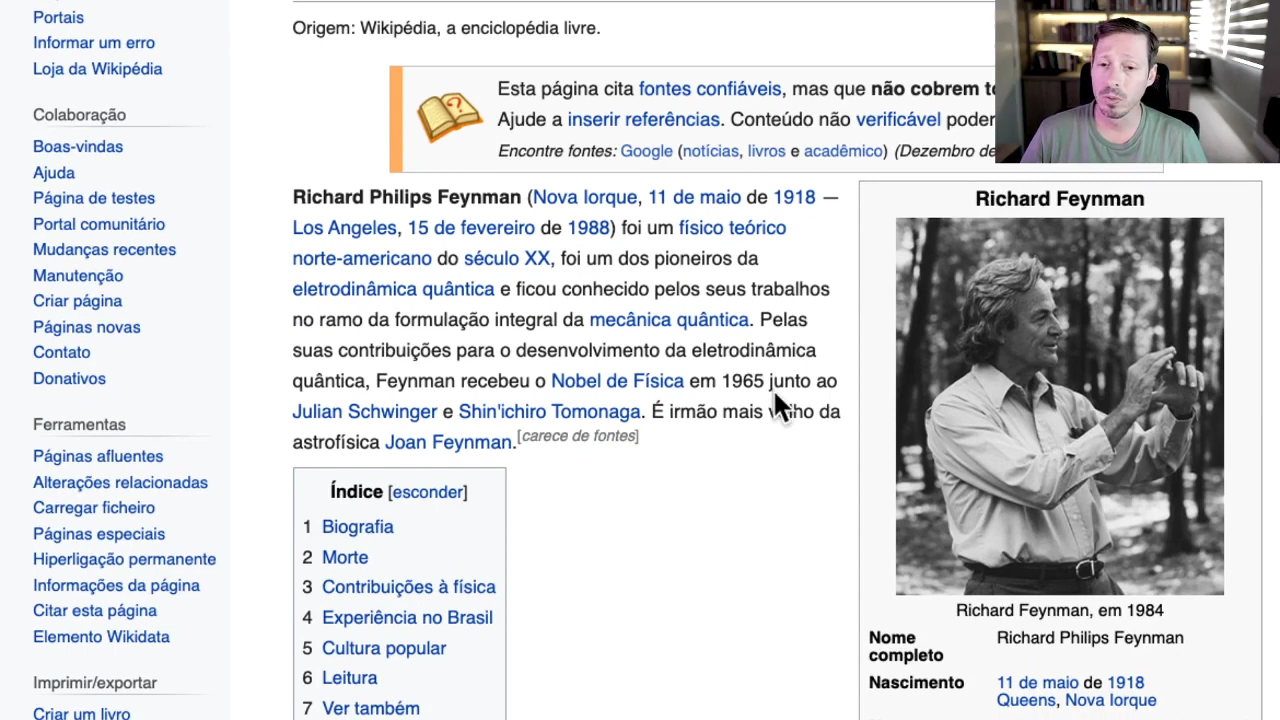 Portais
Informar um erro
Loja da Wikipédia
Colaboração
Boas-vindas
Ajuda
Página de testes
Portal comunitário
Mudanças recentes
Manutenção
Criar página
Páginas novas
Contato
Donativos
Ferramentas
Páginas afluentes
Alterações relacionadas
Carregar ficheiro
Páginas especiais
Hiperligação permanente
Informações da página
Citar esta página
Elemento Wikidata
Imprimir/exportar
Criar um livro
Origem: Wikipédia, a enciclopédia livre.
Esta página cita fontes confiáveis, mas que não cobrem
Ajude a inserir referências. Conteúdo não verificável poder
Encontre fontes: Google (notícias, livros e acadêmico) (Dezembro de
Richard Philips Feynman (Nova Iorque, 11 de maio de 1918 —
Los Angeles, 15 de fevereiro de 1988) foi um físico teórico
norte-americano do século XX, foi um dos pioneiros da
eletrodinâmica quântica e ficou conhecido pelos seus trabalhos
no ramo da formulação integral da mecânica quântica. Pelas
suas contribuições para o desenvolvimento da eletrodinâmica
quântica, Feynman recebeu o Nobel de Física em 1965 junto ao
Julian Schwinger e Shin'ichiro Tomonaga. É irmão mais velho da
astrofísica Joan Feynman.[carece de fontes]
Índice [esconder]
1 Biografia
2 Morte
3 Contribuições à física
4 Experiência no Brasil
5 Cultura popular
6 Leitura
7 Ver também
Richard Feynman
Richard Feynman, em 1984
Nome completo Richard Philips Feynman
Nascimento 11 de maio de 1918
Queens, Nova Iorque